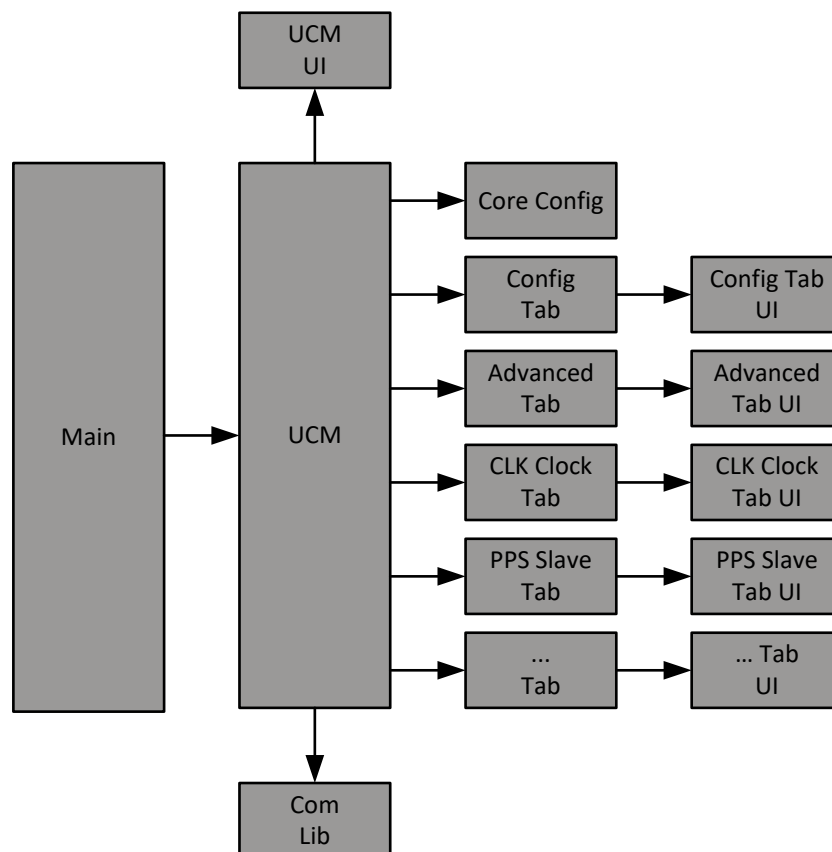 UCM
UI
Main
UCM
Core Config
Config
Tab
Config Tab
UI
Advanced
Tab
Advanced
Tab UI
CLK Clock
Tab
CLK Clock
Tab UI
PPS Slave
Tab
PPS Slave
Tab UI
...
Tab
... Tab
UI
Com
Lib